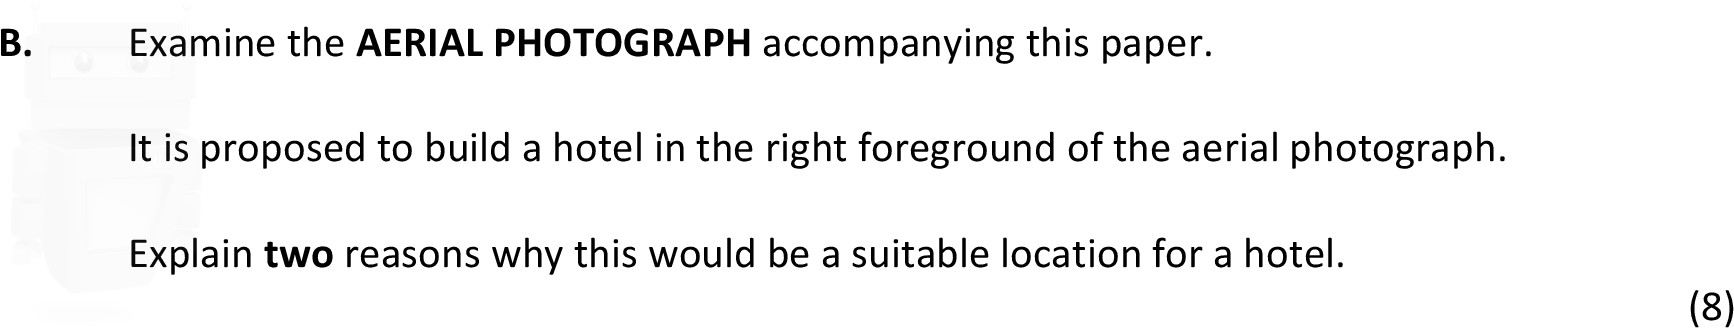 B. Examine the AERIAL PHOTOGRAPH accompanying this paper.
It is proposed to build a hotel in the right foreground of the aerial photograph.
Explain two reasons why this would be a suitable location for a hotel.
(8)